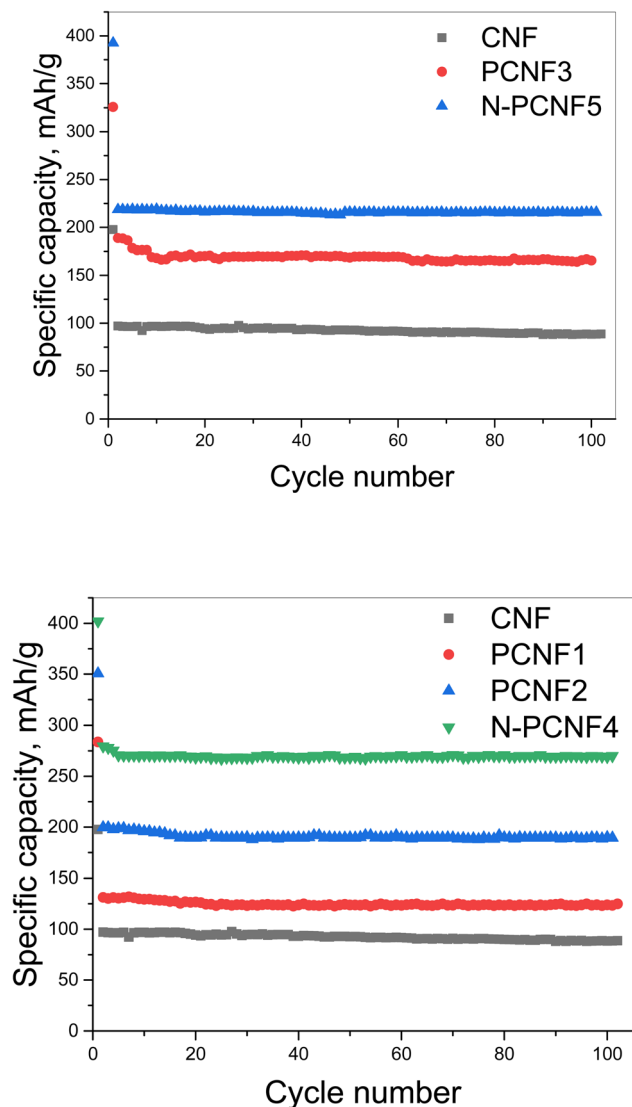 Specific capacity, mAh/g
400
350
300
250
200
150
100
50
0
CNF
PCNF3
N-PCNF5
0 20 40 60 80 100
Cycle number
Specific capacity, mAh/g
400
350
300
250
200
150
100
50
0
CNF
PCNF1
PCNF2
N-PCNF4
0 20 40 60 80 100
Cycle number